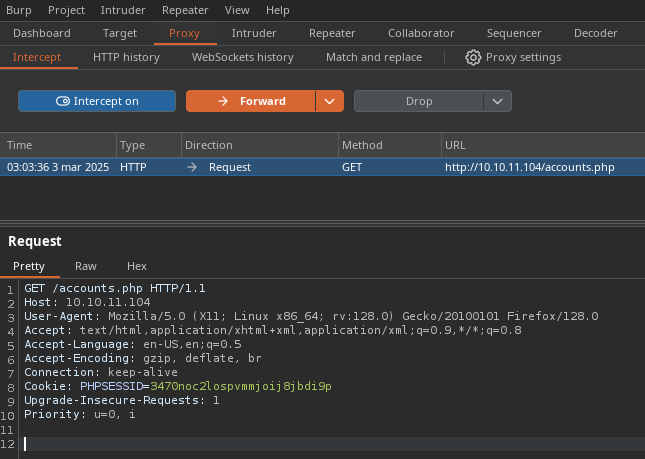 Burp Project Intruder Repeater View Help
Dashboard Target Proxy Intruder Repeater Collaborator Sequencer Decoder
Intercept HTTP history WebSockets history Match and replace Proxy settings
Intercept on Forward Drop
Time Type Direction Method URL
03:03:36 3 mar 2025 HTTP → Request GET http://10.10.11.104/accounts.php
Request
Pretty Raw Hex
1 GET /accounts.php HTTP/1.1
2 Host: 10.10.11.104
3 User-Agent: Mozilla/5.0 (X11; Linux x86_64; rv:128.0) Gecko/20100101 Firefox/128.0
4 Accept: text/html,application/xhtml+xml,application/xml;q=0.9,*/*;q=0.8
5 Accept-Language: en-US,en;q=0.5
6 Accept-Encoding: gzip, deflate, br
7 Connection: keep-alive
8 Cookie: PHPSESSID=3470noc2lospvmmjoij8jbdi9p
9 Upgrade-Insecure-Requests: 1
10 Priority: u=0, i
11
12